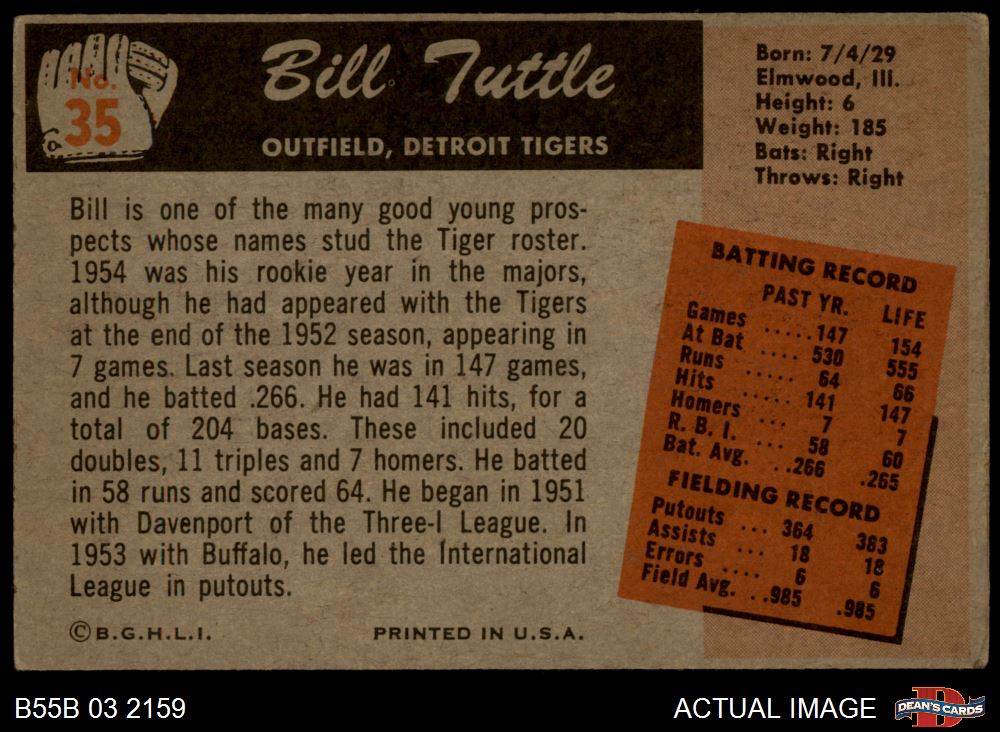 No.
35
Bill Tuttle
OUTFIELD, DETROIT TIGERS
Born: 7/4/29
Elmwood, Ill.
Height: 6
Weight: 185
Bats: Right
Throws: Right
Bill is one of the many good young pros-
pects whose names stud the Tiger roster.
1954 was his rookie year in the majors,
although he had appeared with the Tigers
at the end of the 1952 season, appearing in
7 games. Last season he was in 147 games,
and he batted .266. He had 141 hits, for a
total of 204 bases. These included 20
doubles, 11 triples and 7 homers. He batted
in 58 runs and scored 64. He began in 1951
with Davenport of the Three-I League. In
1953 with Buffalo, he led the International
League in putouts.
BATTING RECORD
PAST YR. LIFE
Games ..... 147 154
At Bat .... 530 555
Runs ..... 64 66
Hits ..... 141 147
Homers ... 7 7
R. B. I. ... 58 60
Bat. Avg. ...266 .265
FIELDING RECORD
Putouts ... 364 383
Assists ... 18 18
Errors .... 6 6
Field Avg. ...985 .985
©B.G.H.L.I. PRINTED IN U.S.A.
B55B 03 2159 ACTUAL IMAGE DEAN'S CARDS